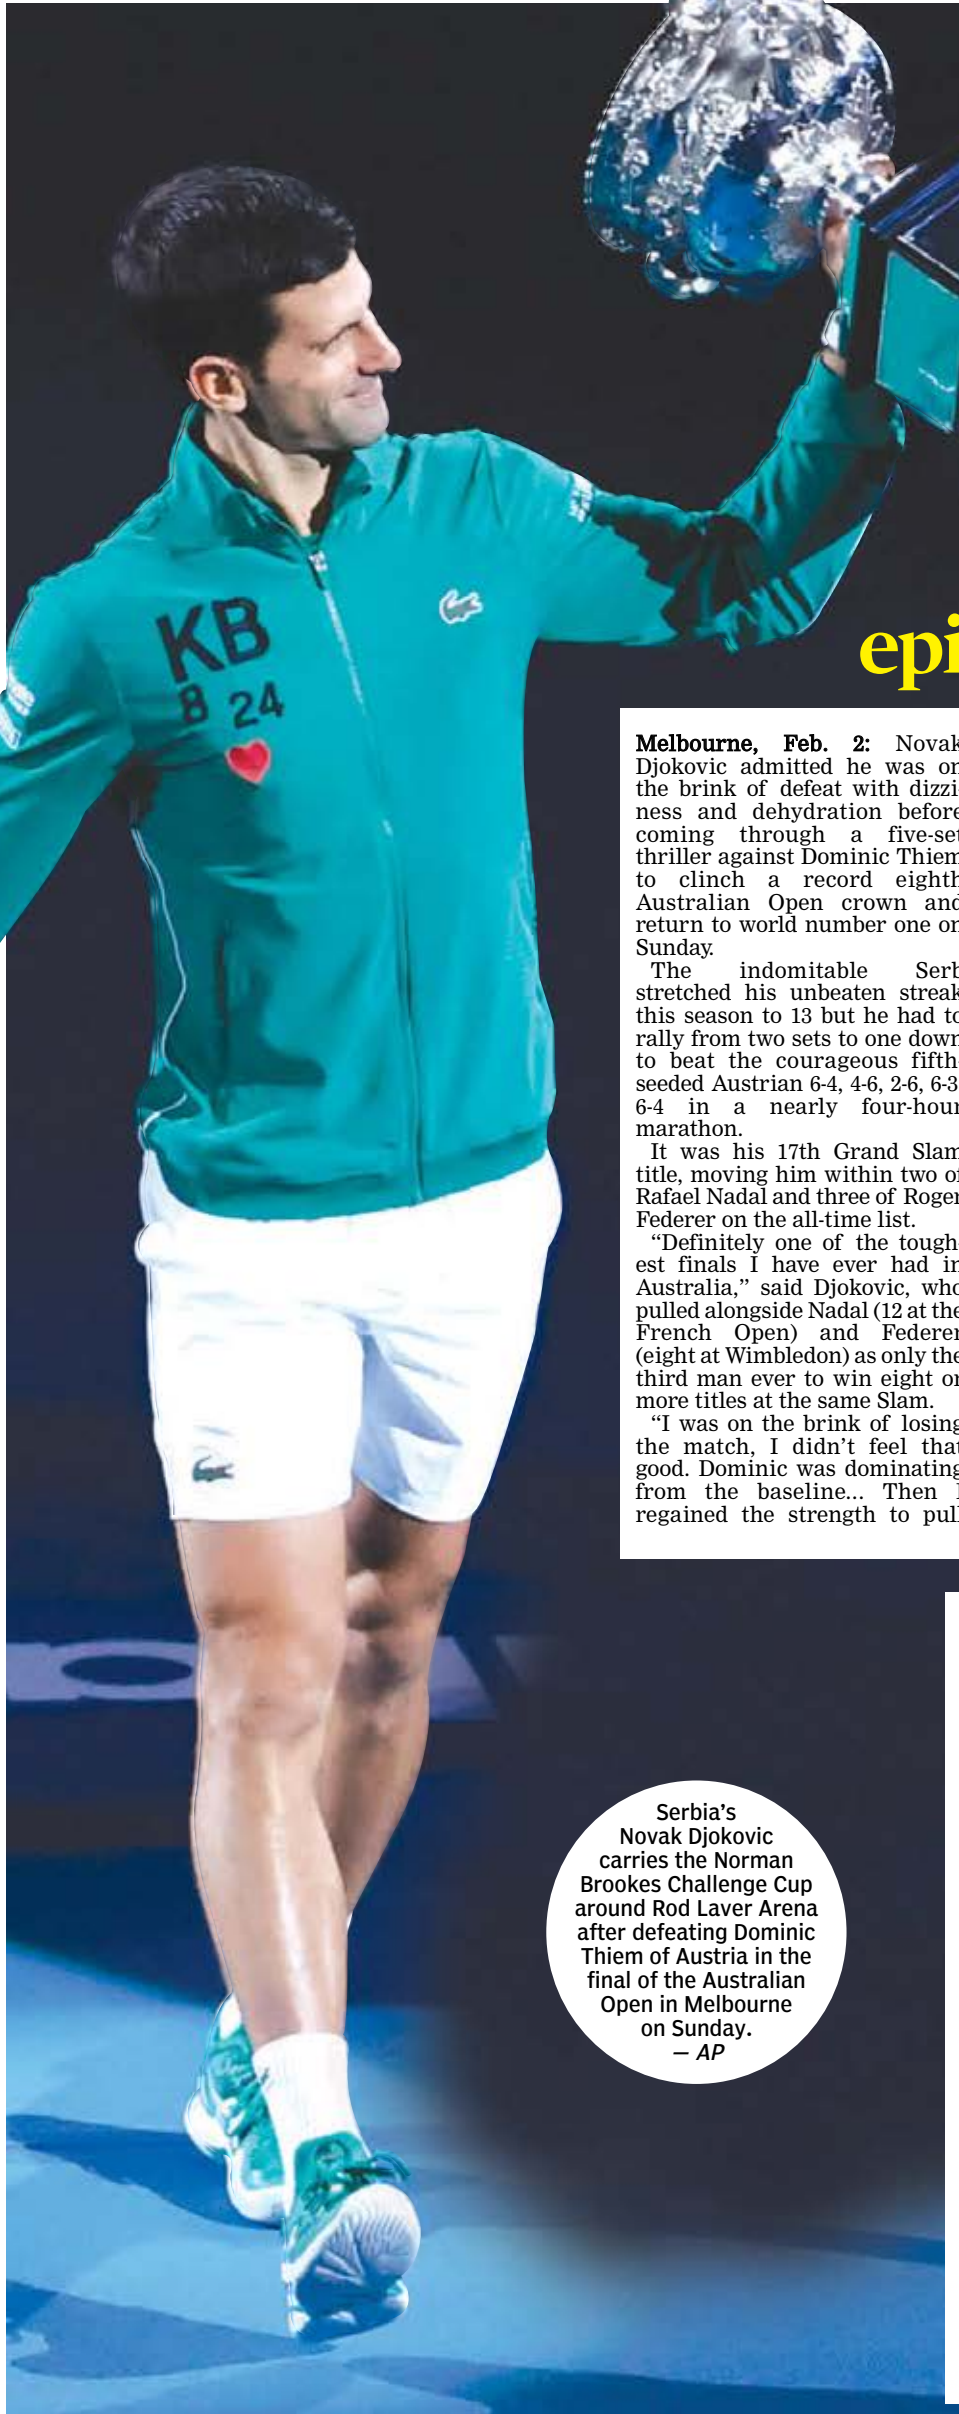 KB
8 24
epi
Melbourne, Feb. 2: Novak
Djokovic admitted he was on
the brink of defeat with dizzi-
ness and dehydration before
coming through a five-set
thriller against Dominic Thiem
to clinch a record eighth
Australian Open crown and
return to world number one on
Sunday.
The indomitable Serb
stretched his unbeaten streak
this season to 13 but he had to
rally from two sets to one down
to beat the courageous fifth-
seeded Austrian 6-4, 4-6, 2-6, 6-3,
6-4 in a nearly four-hour
marathon.
It was his 17th Grand Slam
title, moving him within two of
Rafael Nadal and three of Roger
Federer on the all-time list.
“Definitely one of the tough-
est finals I have ever had in
Australia,” said Djokovic, who
pulled alongside Nadal (12 at the
French Open) and Federer
(eight at Wimbledon) as only the
third man ever to win eight or
more titles at the same Slam.
“I was on the brink of losing
the match, I didn’t feel that
good. Dominic was dominating
from the baseline... Then I
regained the strength to pull
Serbia’s
Novak Djokovic
carries the Norman
Brookes Challenge Cup
around Rod Laver Arena
after defeating Dominic
Thiem of Austria in the
final of the Australian
Open in Melbourne
on Sunday.
— AP